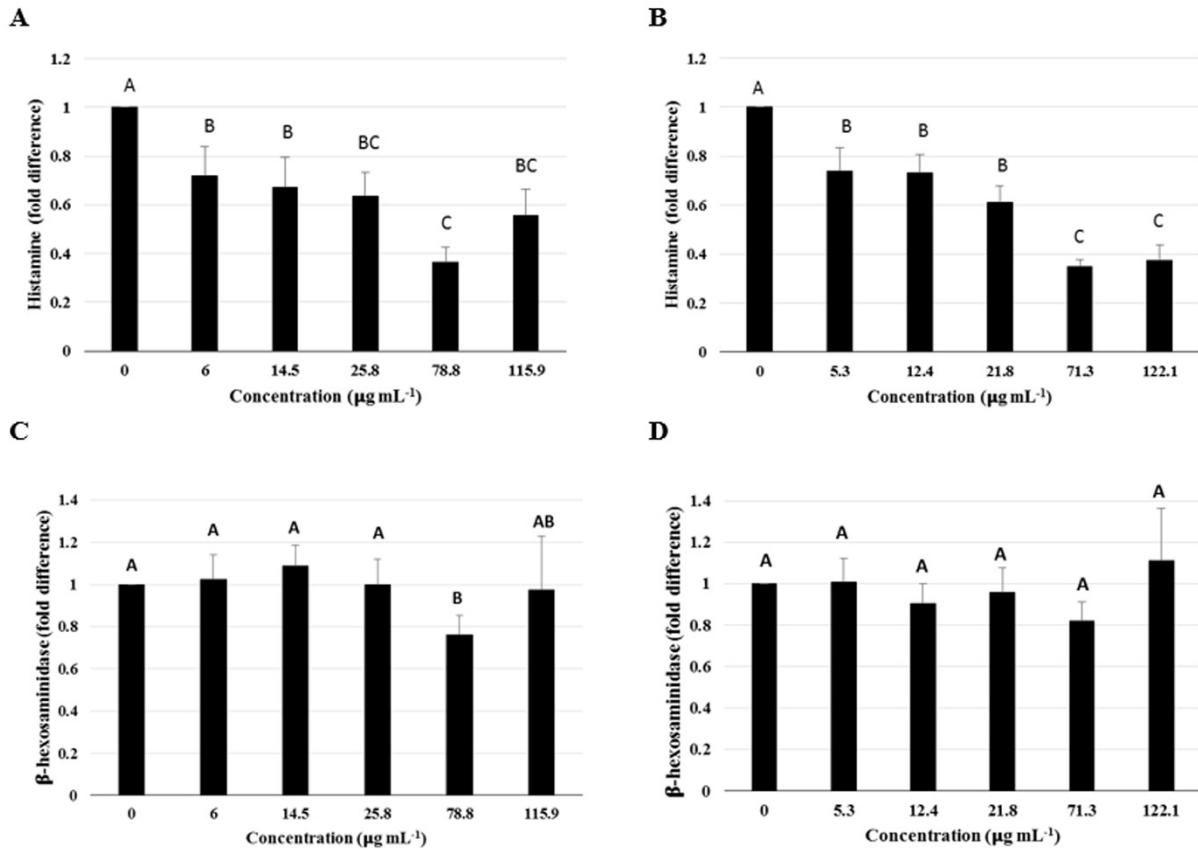 A
Histamine (fold difference)
1.2
1
0.8
0.6
0.4
0.2
0
A
B
B
BC
C
BC
0 6 14.5 25.8 78.8 115.9
Concentration (µg mL-1)
B
Histamine (fold difference)
1.2
1
0.8
0.6
0.4
0.2
0
A
B
B
B
C
C
0 5.3 12.4 21.8 71.3 122.1
Concentration (µg mL-1)
C
β-hexosaminidase (fold difference)
1.4
1.2
1
0.8
0.6
0.4
0.2
0
A
A
A
A
B
AB
0 6 14.5 25.8 78.8 115.9
Concentration (µg mL-1)
D
β-hexosaminidase (fold difference)
1.4
1.2
1
0.8
0.6
0.4
0.2
0
A
A
A
A
A
A
0 5.3 12.4 21.8 71.3 122.1
Concentration (µg mL-1)